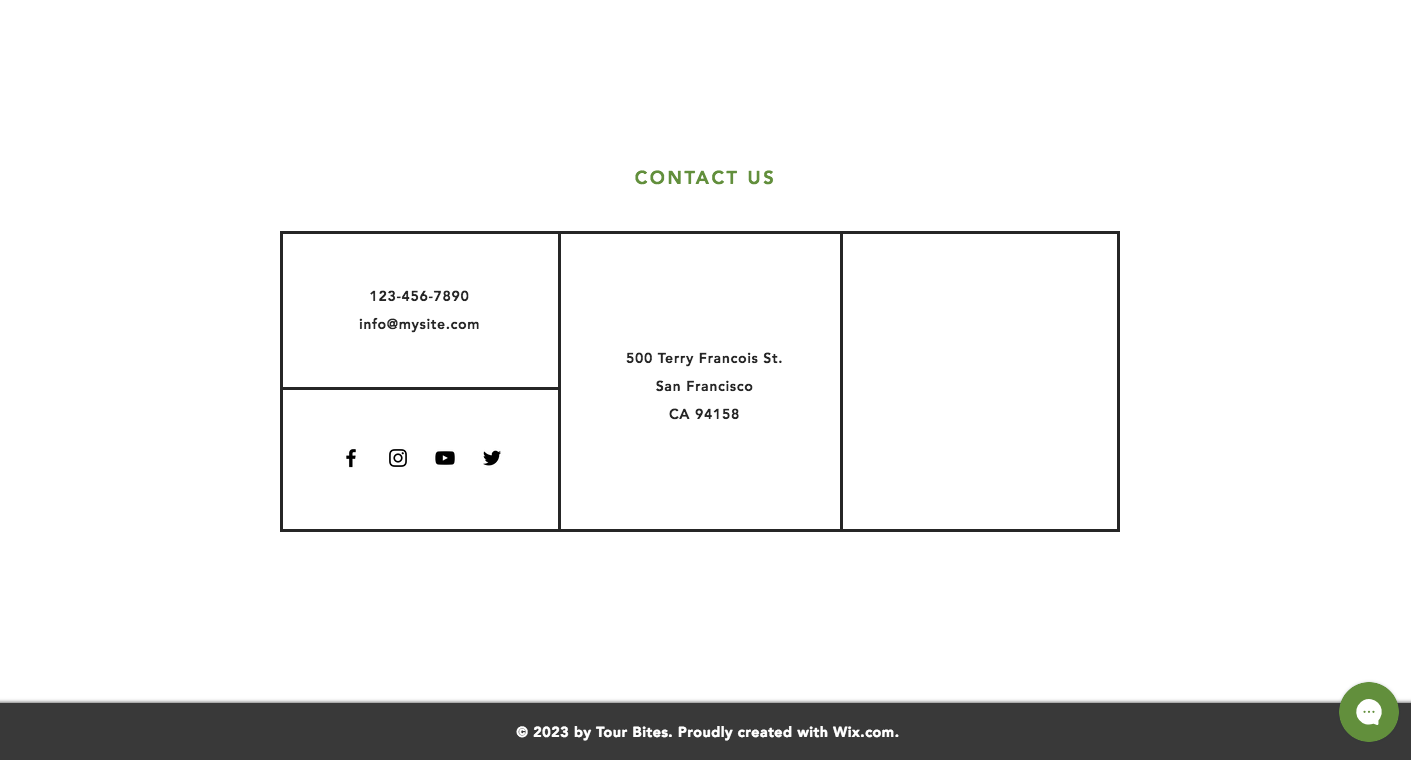 CONTACT US
123-456-7890
info@mysite.com
500 Terry Francois St.
San Francisco
CA 94158
© 2023 by Tour Bites. Proudly created with Wix.com.